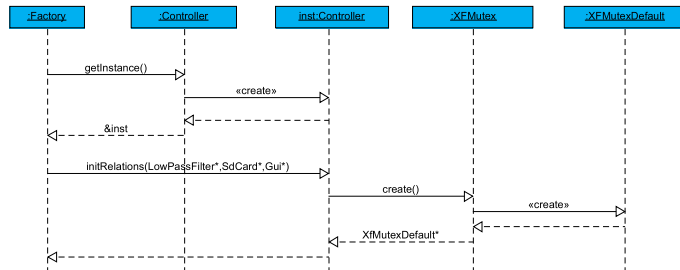 :Factory
:Controller
inst:Controller
:XFMutex
:XFMutexDefault
getInstance()
«create»
&inst
initRelations(LowPassFilter*,SdCard*,Gui*)
create()
«create»
XfMutexDefault*